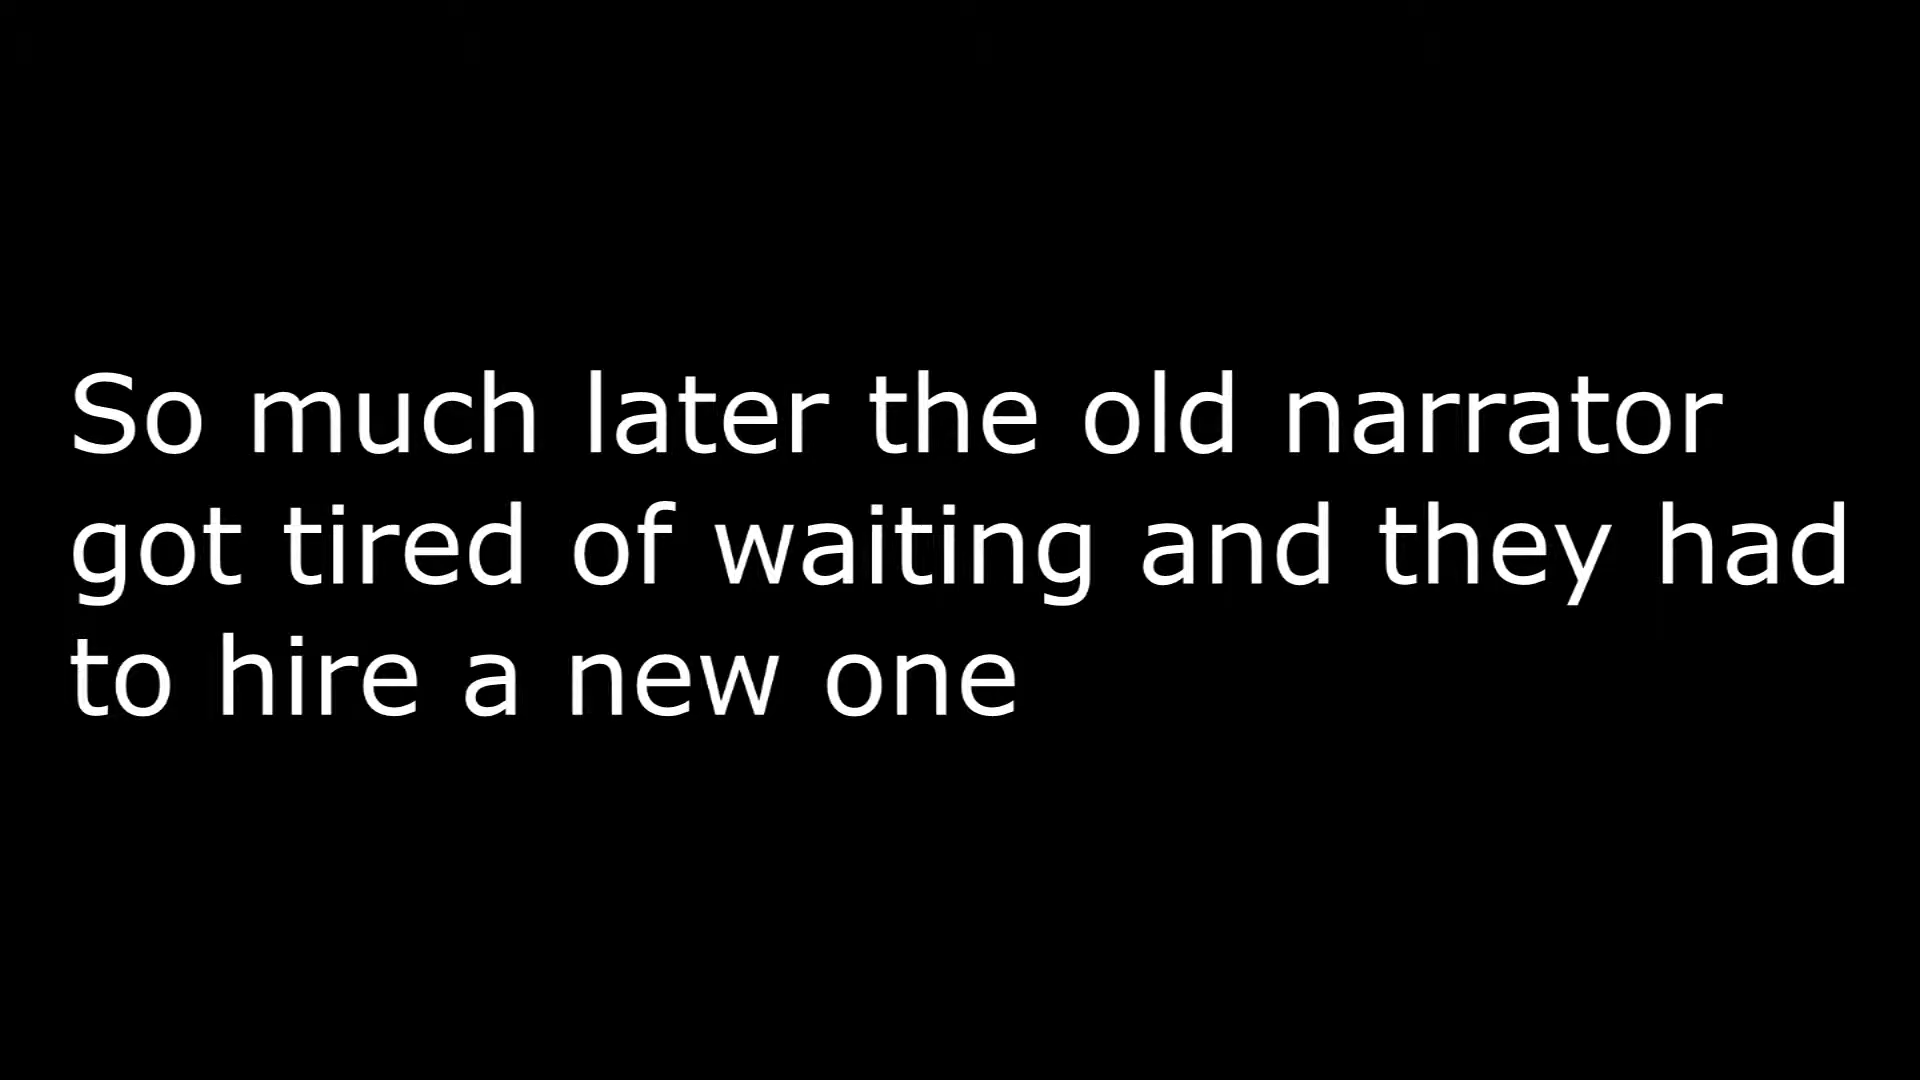 So much later the old narrator
got tired of waiting and they had
to hire a new one